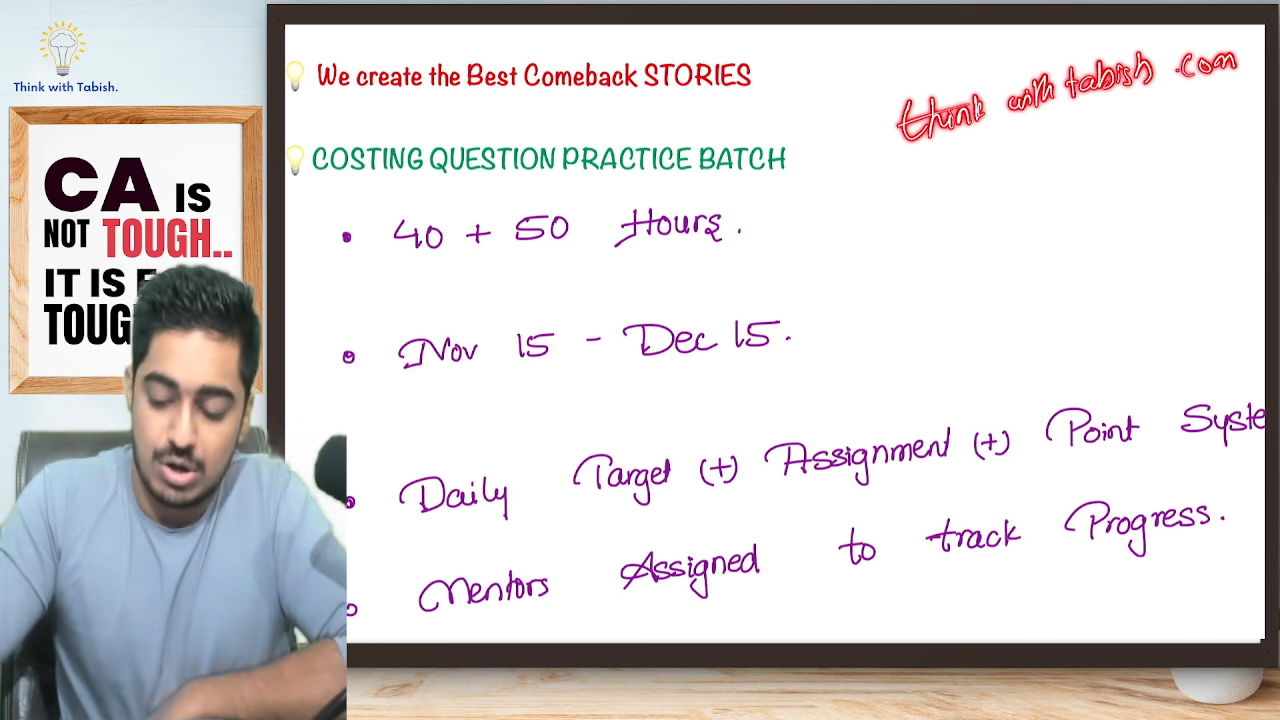 Think with Tabish.
CA IS
NOT TOUGH..
IT IS
TOUG
We create the Best Comeback STORIES
think with tabish .com
COSTING QUESTION PRACTICE BATCH
• 40 + 50 Hours.
• Nov 15 - Dec 15.
• Daily Target (+) Assignment (+) Point Syste
• Mentors Assigned to track Progress.